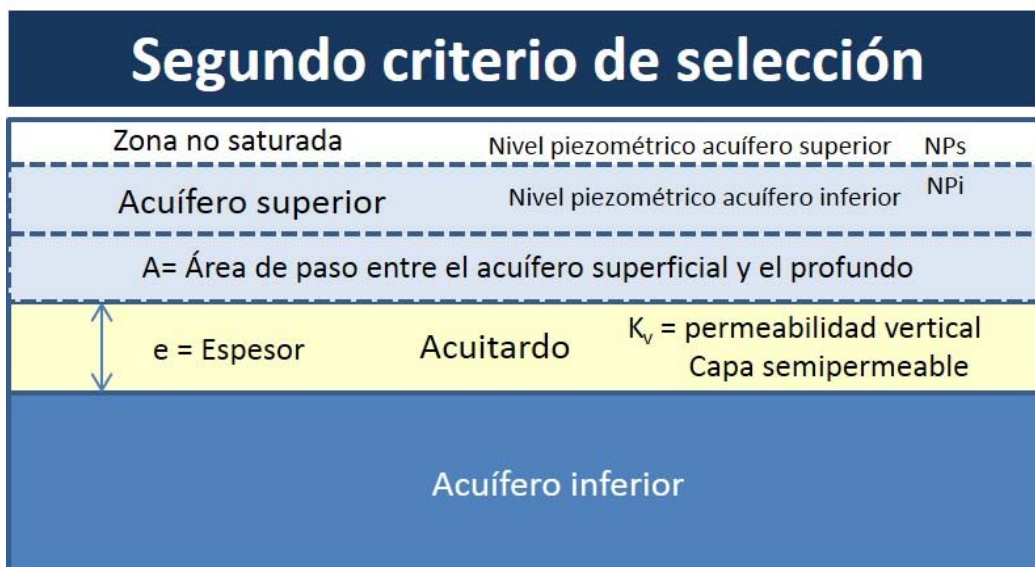 Segundo criterio de selección
Zona no saturada
Nivel piezométrico acuífero superior NPs
Acuífero superior
Nivel piezométrico acuífero inferior NPi
A= Área de paso entre el acuífero superficial y el profundo
e = Espesor
Acuitardo
Kv = permeabilidad vertical
Capa semipermeable
Acuífero inferior